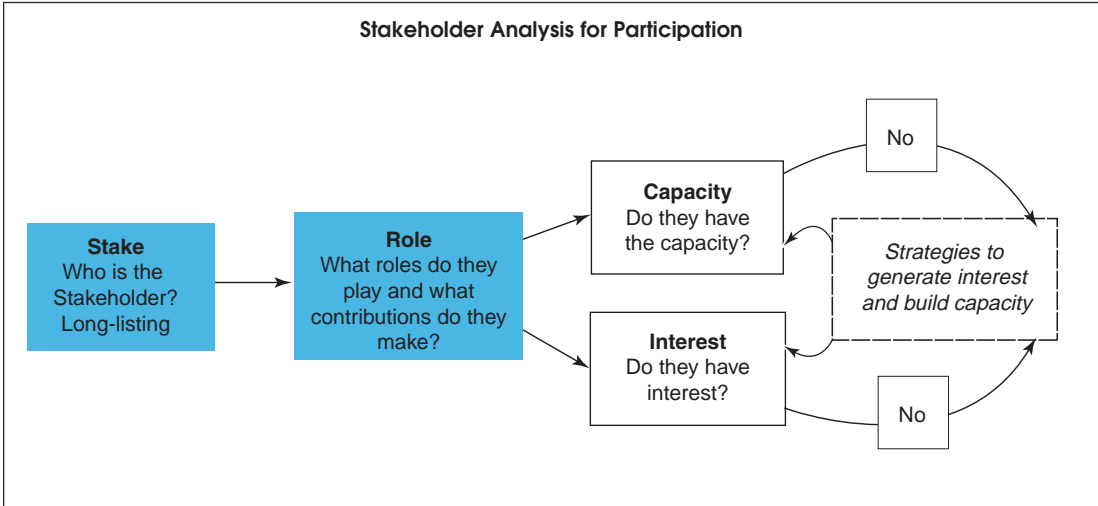 Stakeholder Analysis for Participation
Stake
Who is the
Stakeholder?
Long-listing
Role
What roles do they
play and what
contributions do they
make?
Capacity
Do they have
the capacity?
No
Strategies to
generate interest
and build capacity
Interest
Do they have
interest?
No